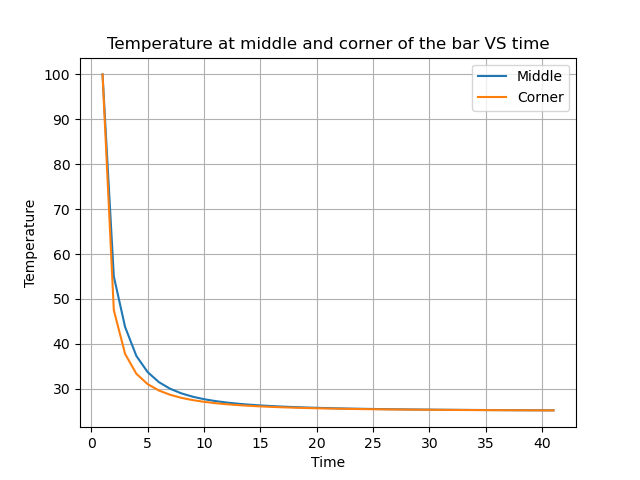 Temperature at middle and corner of the bar VS time
Middle
Corner
100
90
80
70
60
50
40
30
Temperature
0 5 10 15 20 25 30 35 40
Time